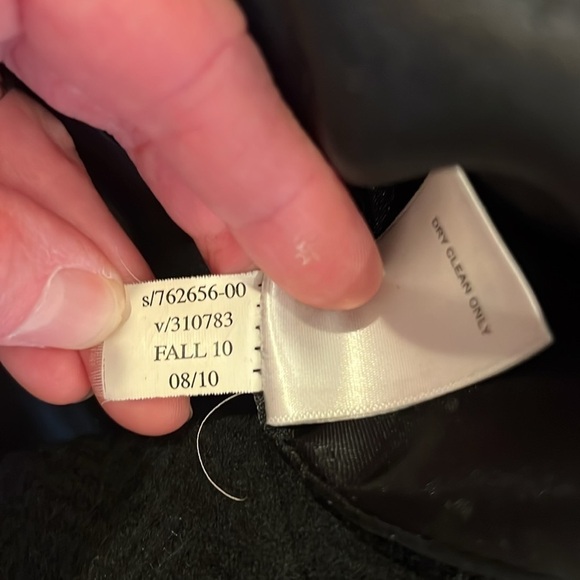 s/762656-00
v/310783
FALL 10
08/10
DRY CLEAN ONLY